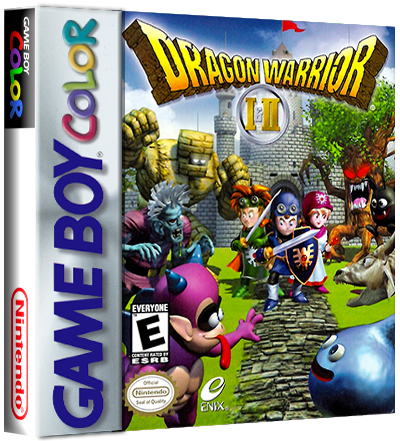 GAME BOY
COLOR
Nintendo
GAME BOY COLOR
DRAGON WARRIOR
I&II
EVERYONE
E
CONTENT RATED BY
ESRB
Official
Nintendo
Seal of Quality
ENIX